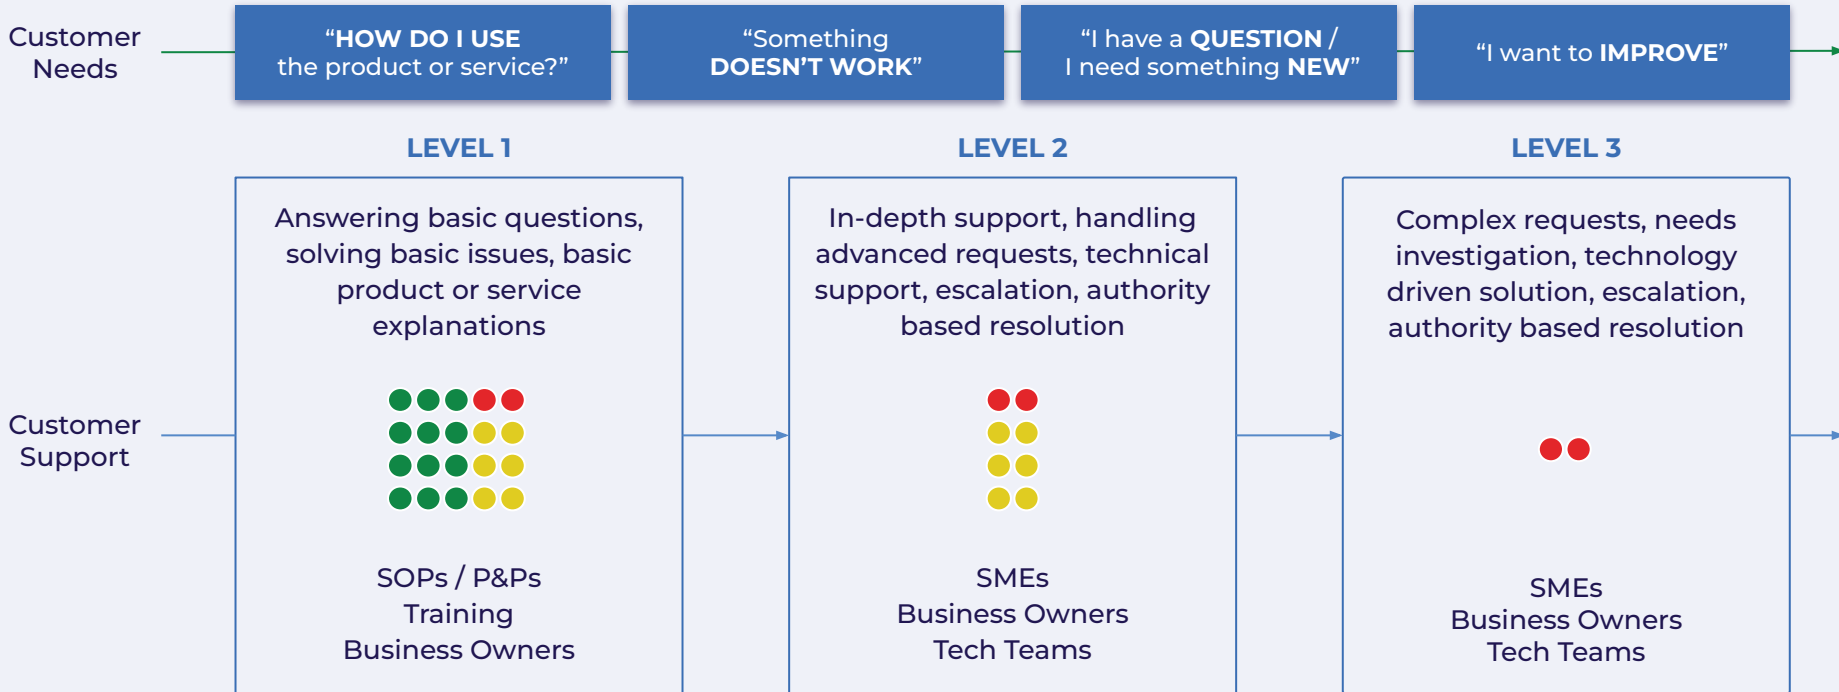 Customer
Needs
“HOW DO I USE
the product or service?”
“Something
DOESN’T WORK”
“I have a QUESTION /
I need something NEW”
“I want to IMPROVE”
LEVEL 1
LEVEL 2
LEVEL 3
Answering basic questions,
solving basic issues, basic
product or service
explanations
In-depth support, handling
advanced requests, technical
support, escalation, authority
based resolution
Complex requests, needs
investigation, technology
driven solution, escalation,
authority based resolution
Customer
Support
SOPs / P&Ps
Training
Business Owners
SMEs
Business Owners
Tech Teams
SMEs
Business Owners
Tech Teams